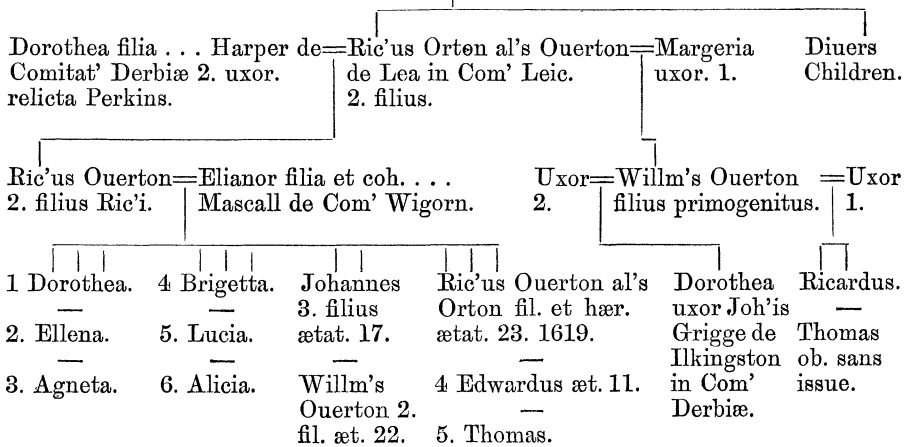 Dorothea filia . . . Harper de=Ric'us Orton al's Ouerton=Margeria
Diuers
Comitat' Derbiæ 2. uxor.
de Lea in Com' Leic.
uxor. 1.
Children.
relicta Perkins.
2. filius.
Ric'us Ouerton=Elianor filia et coh. . . .
2. filius Ric'i.
Mascall de Com' Wigorn.
Uxor=Willm's Ouerton =Uxor
2.
filius primogenitus.
1.
1 Dorothea.
—
2. Ellena.
—
3. Agneta.
4 Brigetta.
—
5. Lucia.
—
6. Alicia.
Johannes
3. filius
ætat. 17.
—
Willm's
Ouerton 2.
fil. æt. 22.
Ric'us Ouerton al's
Orton fil. et hær.
ætat. 23. 1619.
—
4 Edwardus æt. 11.
—
5. Thomas.
Dorothea
uxor Joh'is
Grigge de
Ilkingston
in Com'
Derbiæ.
Ricardus.
—
Thomas
ob. sans
issue.